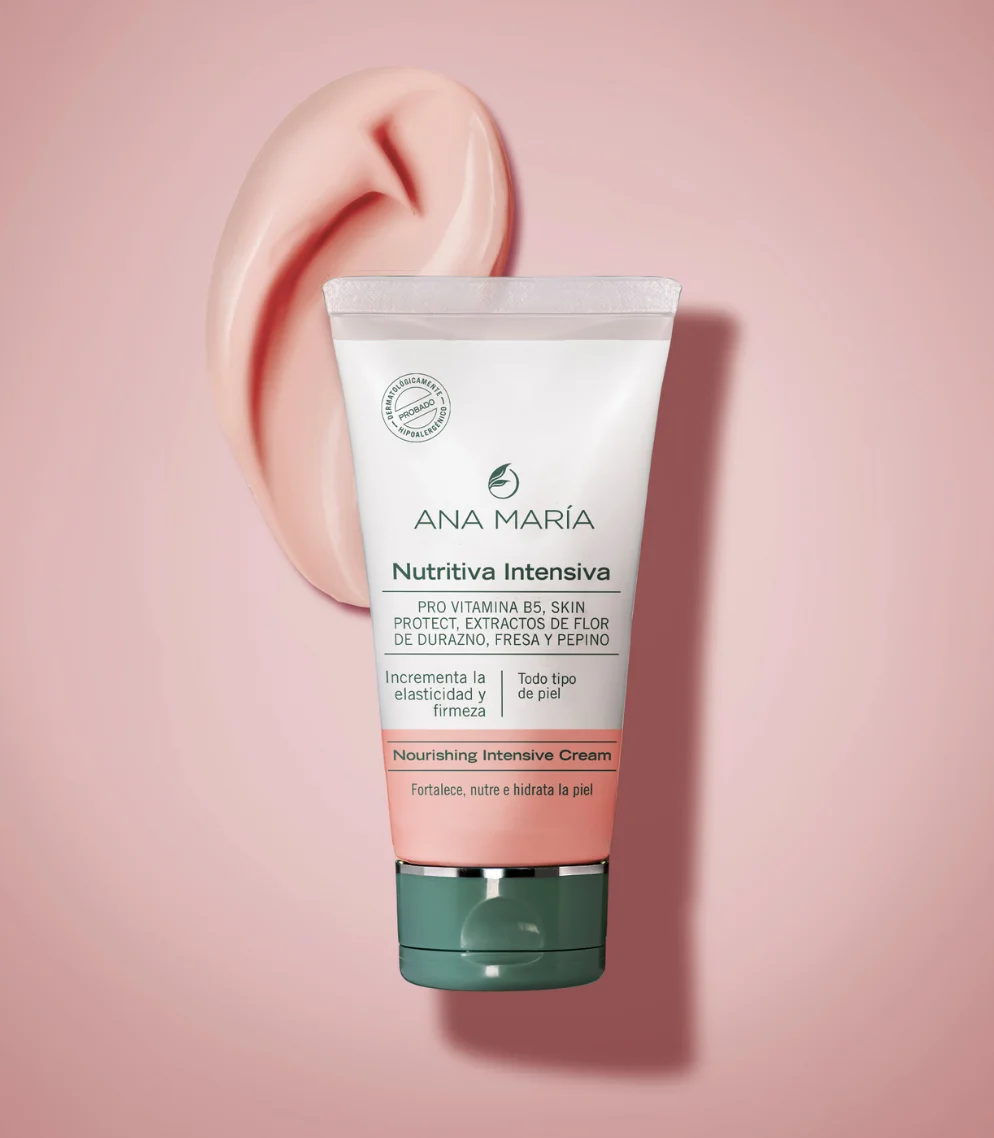 DERMATOLÓGICAMENTE
PROBADO
HIPOALERGÉNICO
ANA MARÍA
Nutritiva Intensiva
PRO VITAMINA B5, SKIN
PROTECT, EXTRACTOS DE FLOR
DE DURAZNO, FRESA Y PEPINO
Incrementa la
elasticidad y
firmeza
Todo tipo
de piel
Nourishing Intensive Cream
Fortalece, nutre e hidrata la piel